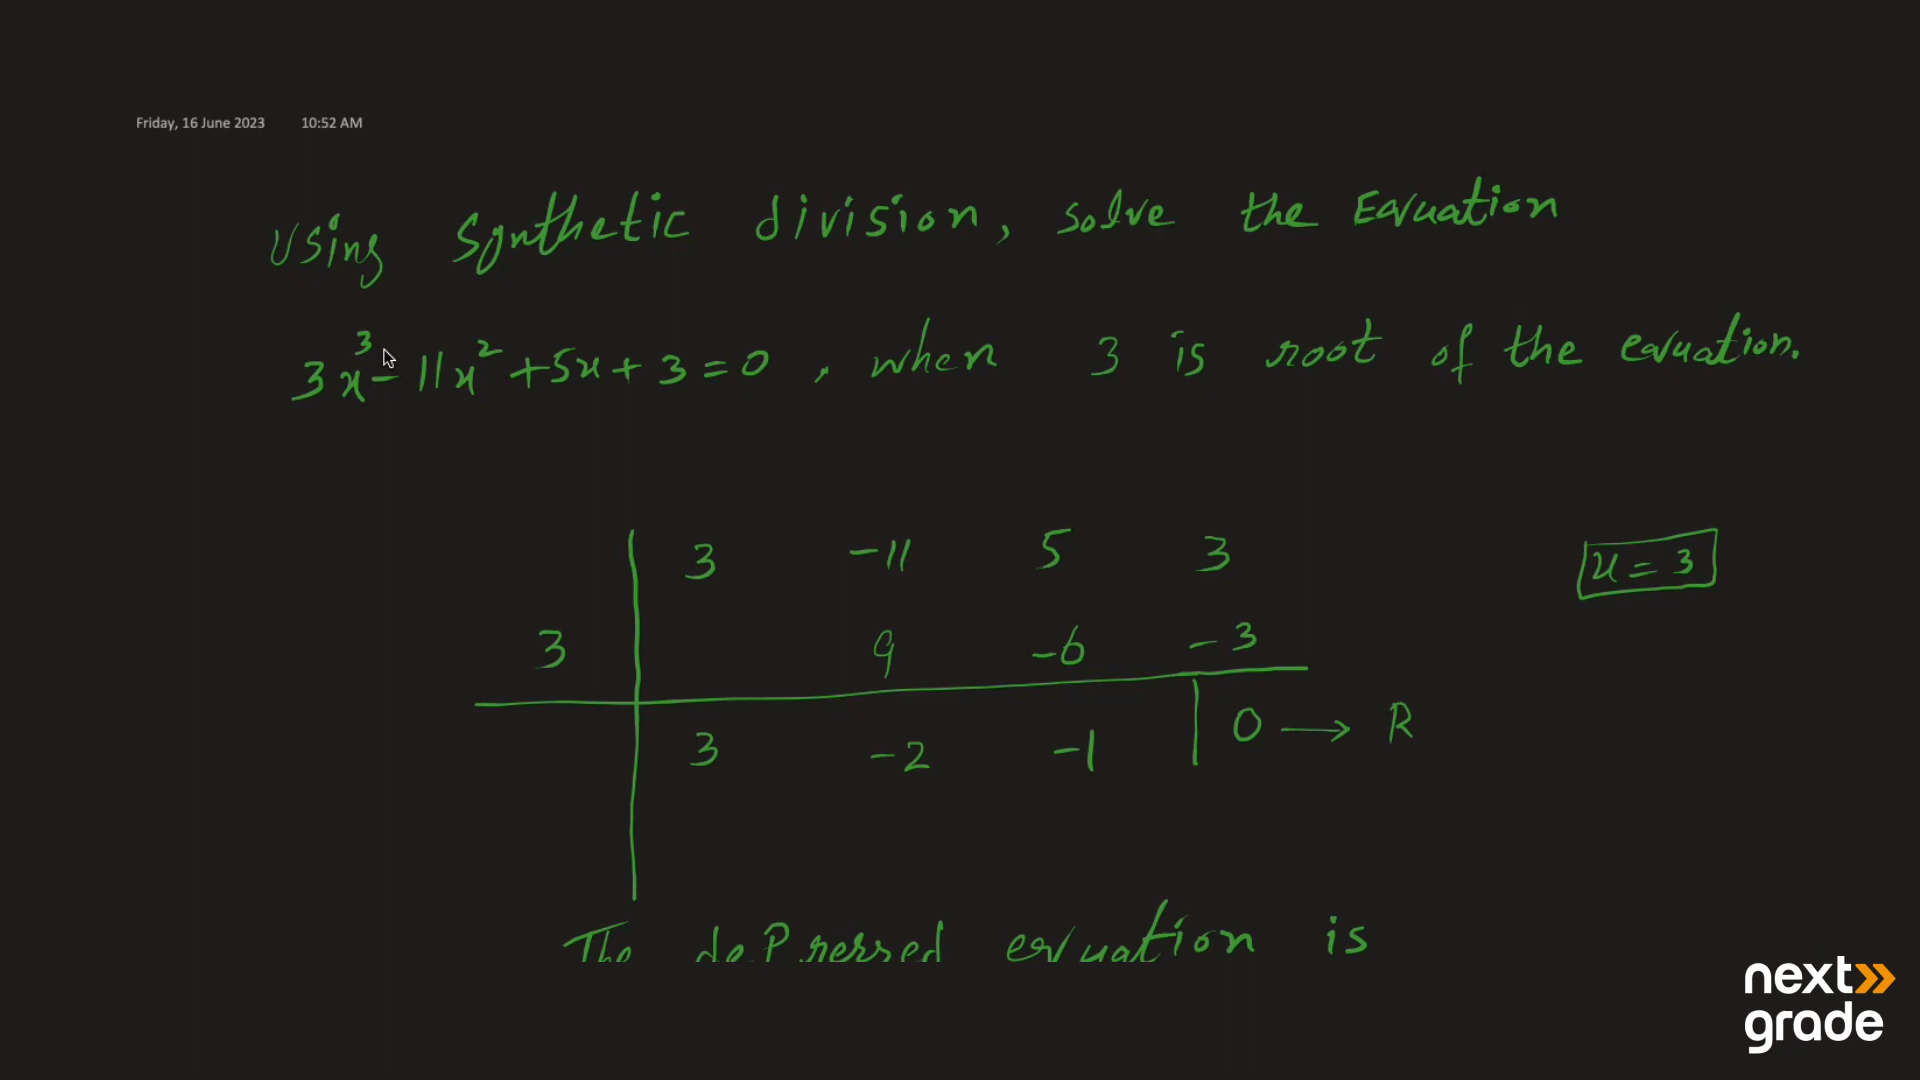 Friday, 16 June 2023 10:52 AM
Using Synthetic division, solve the Equation
3x³ - 11x² + 5x + 3 = 0, when 3 is root of the equation.
3 -11 5 3 x = 3
3 9 -6 -3
3 -2 -1 0 → R
The depressed equation is
next
grade